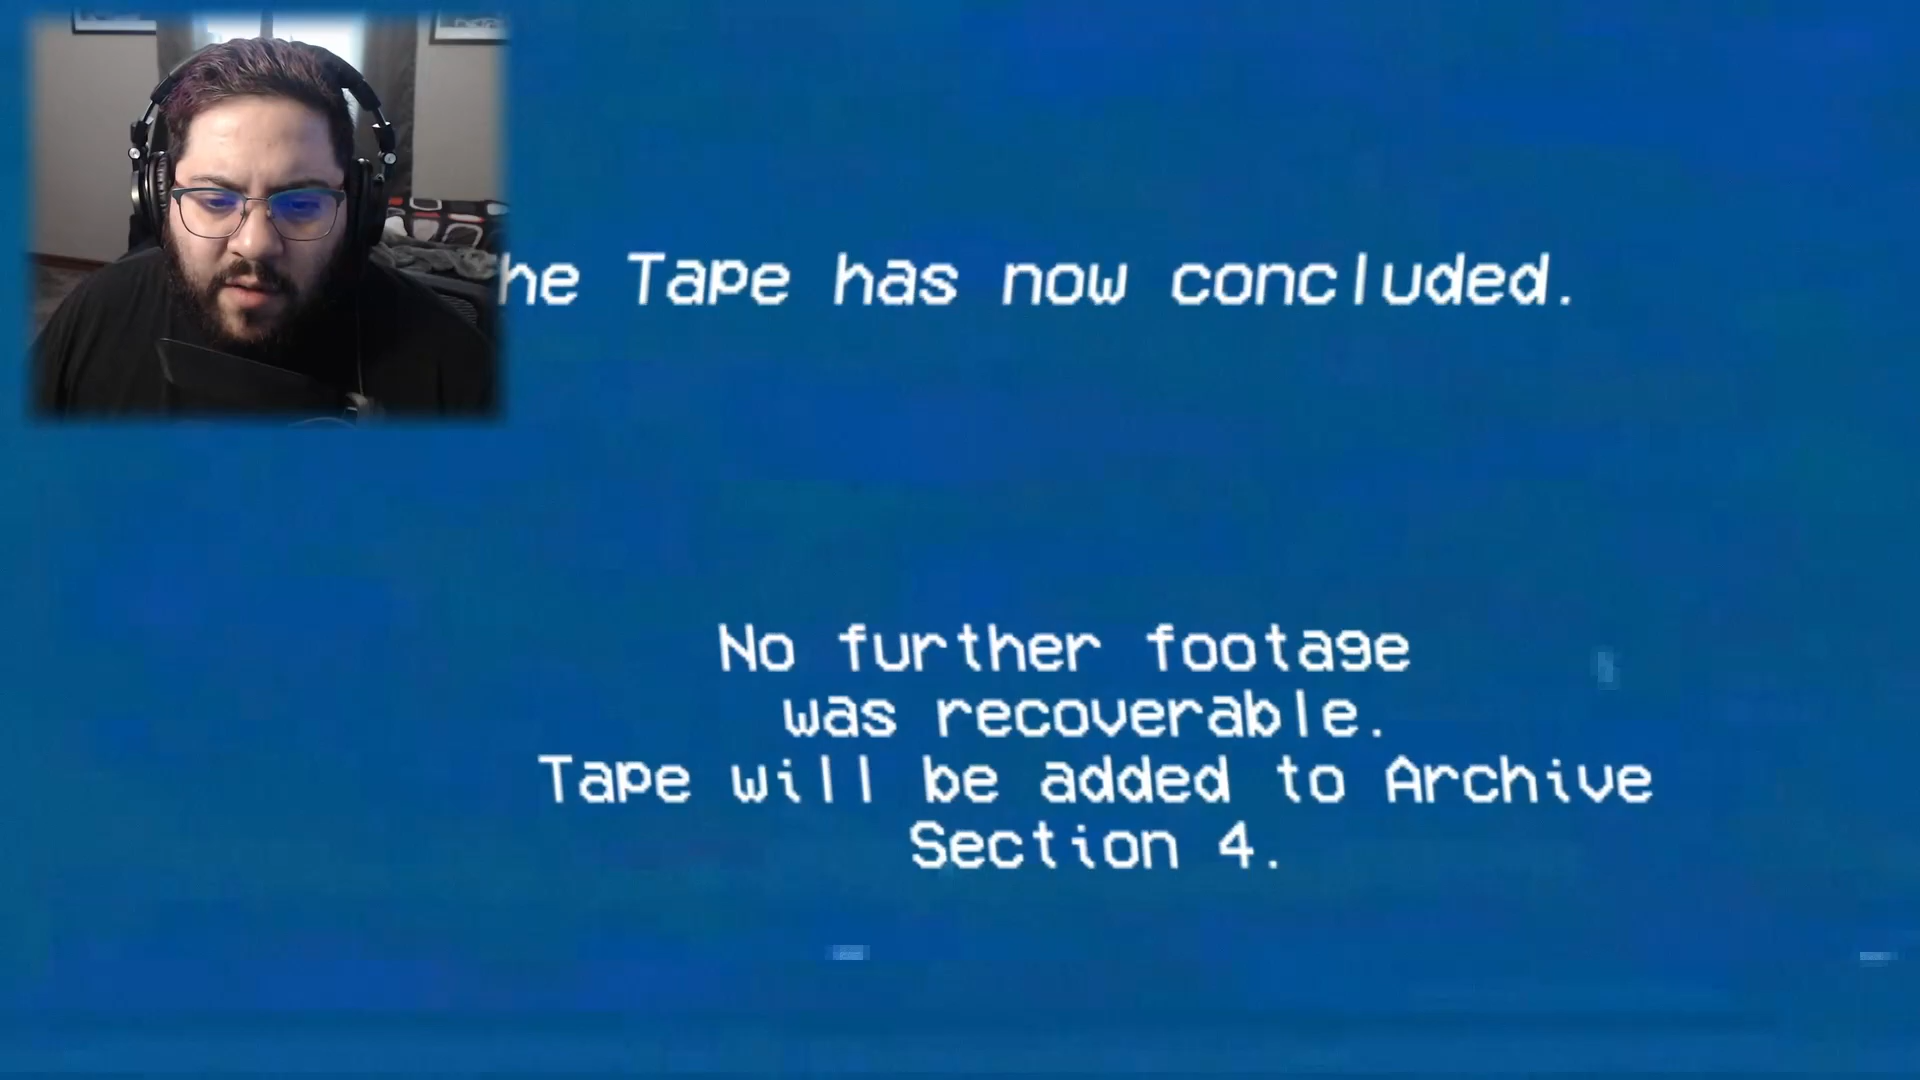 he Tape has now concluded.
No further footage
was recoverable.
Tape will be added to Archive
Section 4.